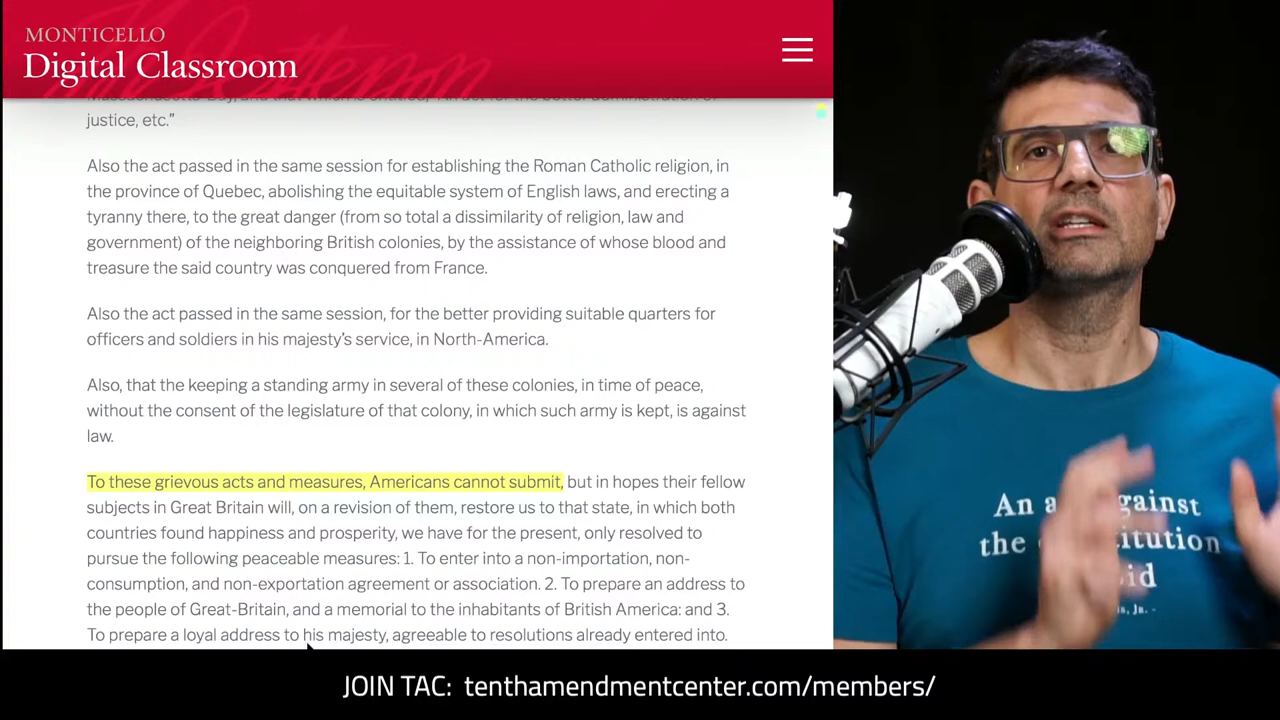 MONTICELLO
Digital Classroom
justice, etc."
Also the act passed in the same session for establishing the Roman Catholic religion, in
the province of Quebec, abolishing the equitable system of English laws, and erecting a
tyranny there, to the great danger (from so total a dissimilarity of religion, law and
government) of the neighboring British colonies, by the assistance of whose blood and
treasure the said country was conquered from France.
Also the act passed in the same session, for the better providing suitable quarters for
officers and soldiers in his majesty's service, in North-America.
Also, that the keeping a standing army in several of these colonies, in time of peace,
without the consent of the legislature of that colony, in which such army is kept, is against
law.
To these grievous acts and measures, Americans cannot submit, but in hopes their fellow
subjects in Great Britain will, on a revision of them, restore us to that state, in which both
countries found happiness and prosperity, we have for the present, only resolved to
pursue the following peaceable measures: 1. To enter into a non-importation, non-
consumption, and non-exportation agreement or association. 2. To prepare an address to
the people of Great-Britain, and a memorial to the inhabitants of British America: and 3.
To prepare a loyal address to his majesty, agreeable to resolutions already entered into.
An a against
the titution
id
s, Jr. -
JOIN TAC: tenthamendmentcenter.com/members/